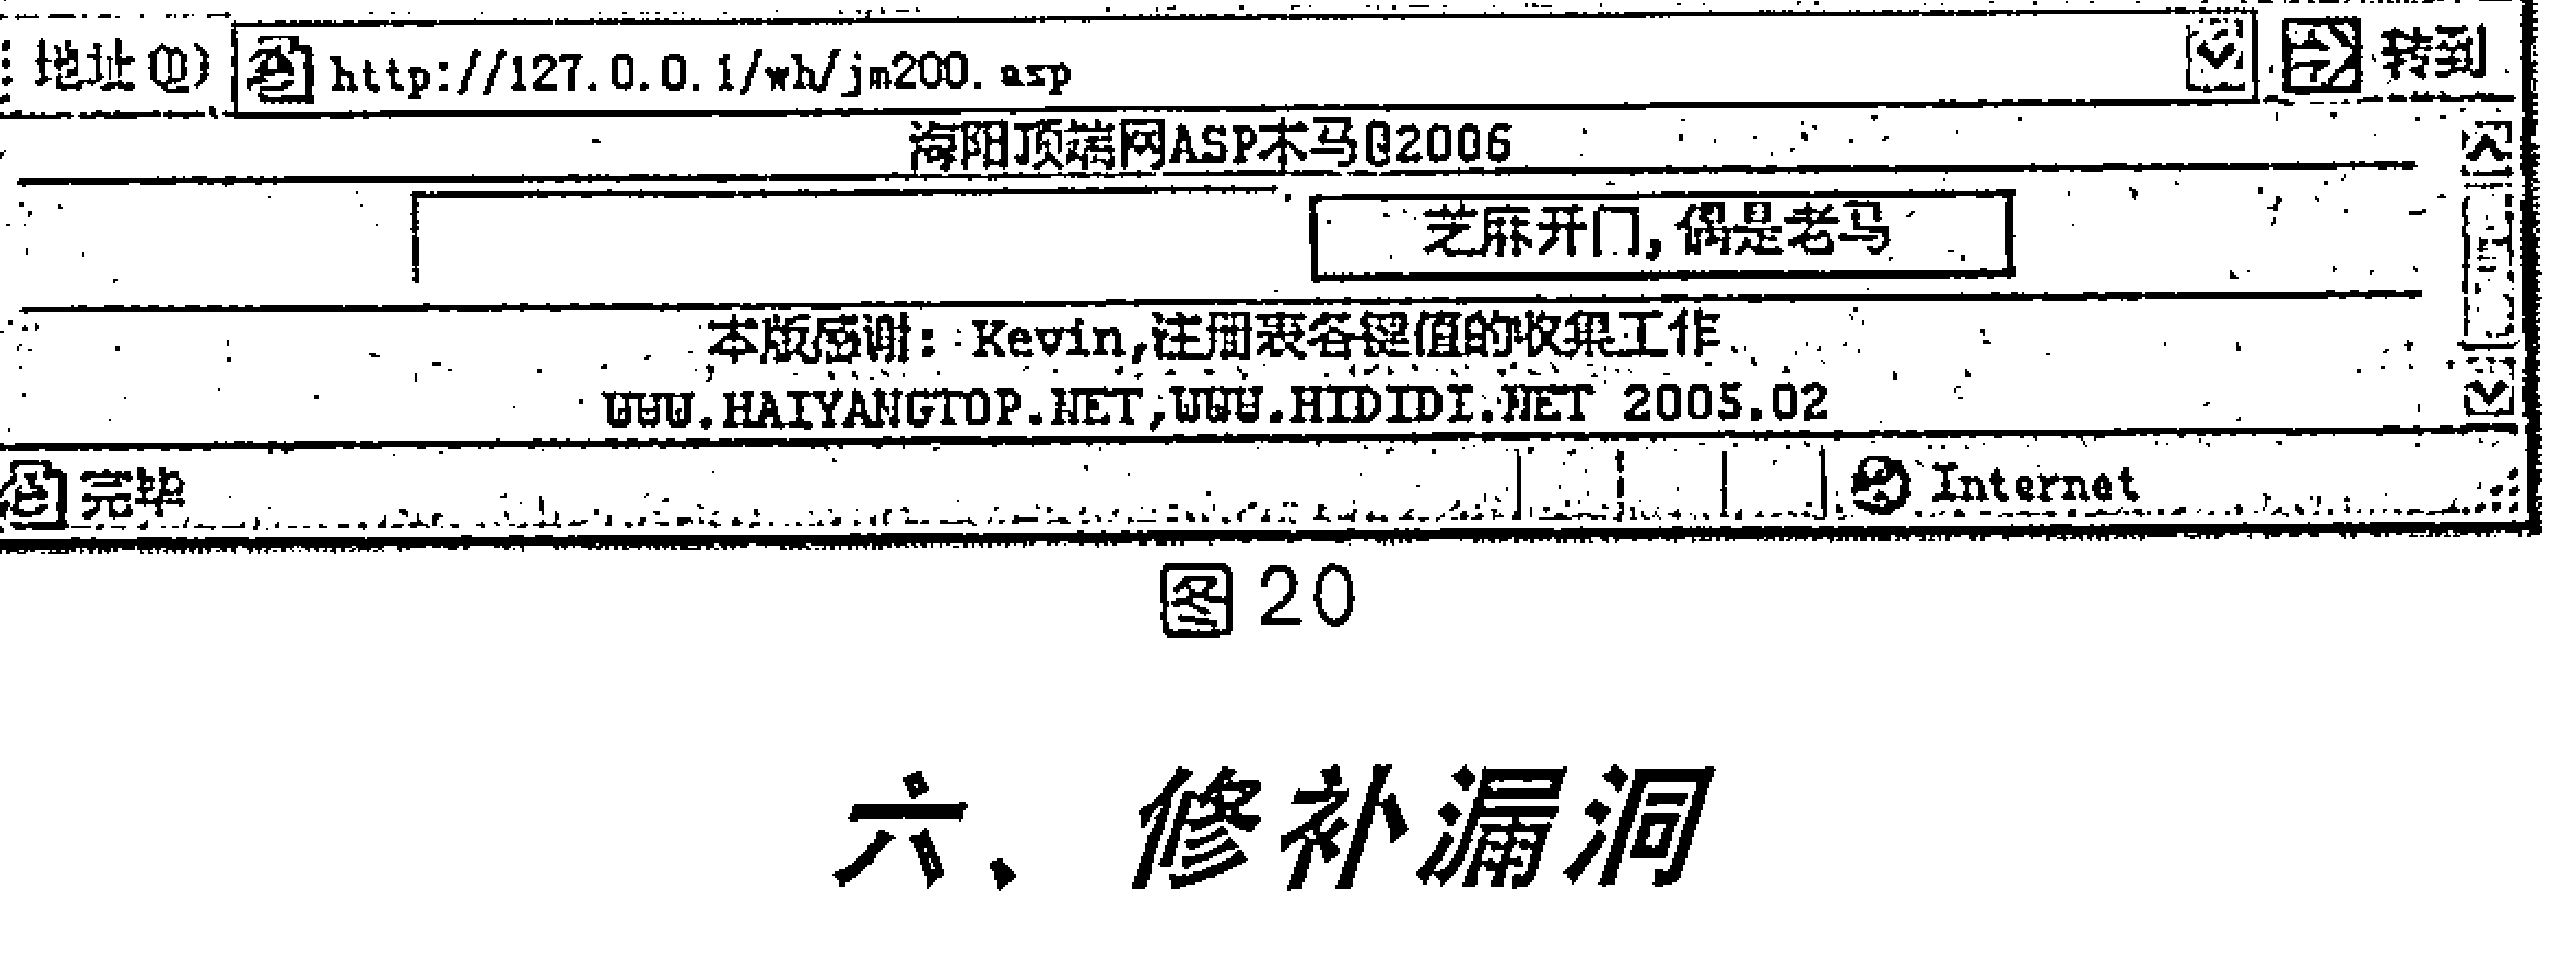 地址(D) http://127.0.0.1/wh/jm200.asp 转到
海阳顶端网ASP木马@2006
芝麻开门,偶是老马
本版感谢: Kevin,注册表各键值的收集工作
WWW.HAIYANGTOP.NET,WWW.HIDIDI.NET 2005.02
完毕 Internet
图20
六、修补漏洞